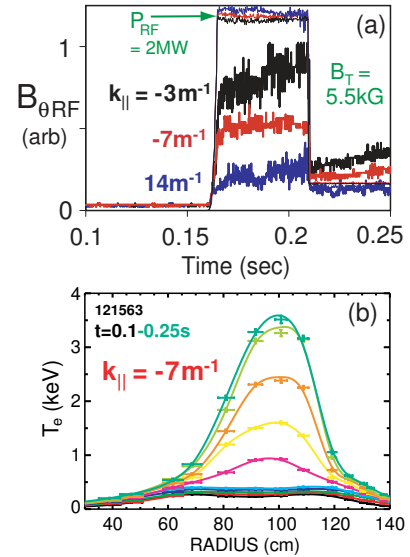 (a)
P_RF
= 2MW
1
B_θRF
(arb)
k_|| = -3m^-1
B_T =
5.5kG
-7m^-1
14m^-1
0
0.1 0.15 0.2 0.25
Time (sec)
4
121563
(b)
t=0.1-0.25s
3
k_|| = -7m^-1
T_e (keV)
2
1
0
40 60 80 100 120 140
RADIUS (cm)